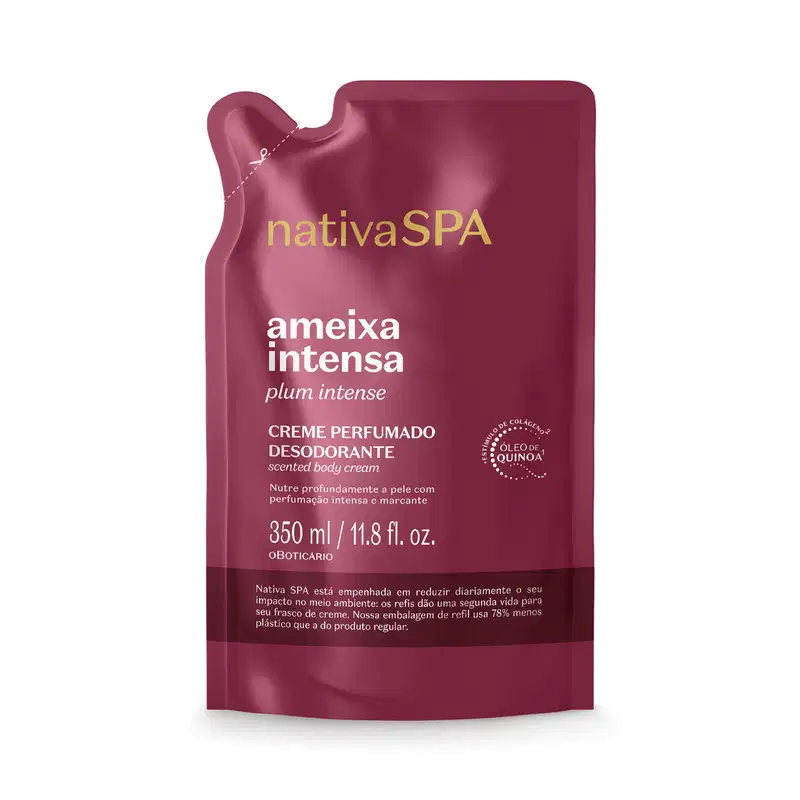 nativaSPA
ameixa
intensa
plum intense
CREME PERFUMADO
DESODORANTE
scented body cream
Nutre profundamente a pele com
perfumação intensa e marcante
350 ml / 11.8 fl. oz.
oBOTICÁRIO
ESTÍMULO DE COLÁGENO²
ÓLEO DE
QUINOA¹
Nativa SPA está empenhada em reduzir diariamente o seu
impacto no meio ambiente: os refis dão uma segunda vida para
seu frasco de creme. Nossa embalagem de refil usa 78% menos
plástico que a do produto regular.